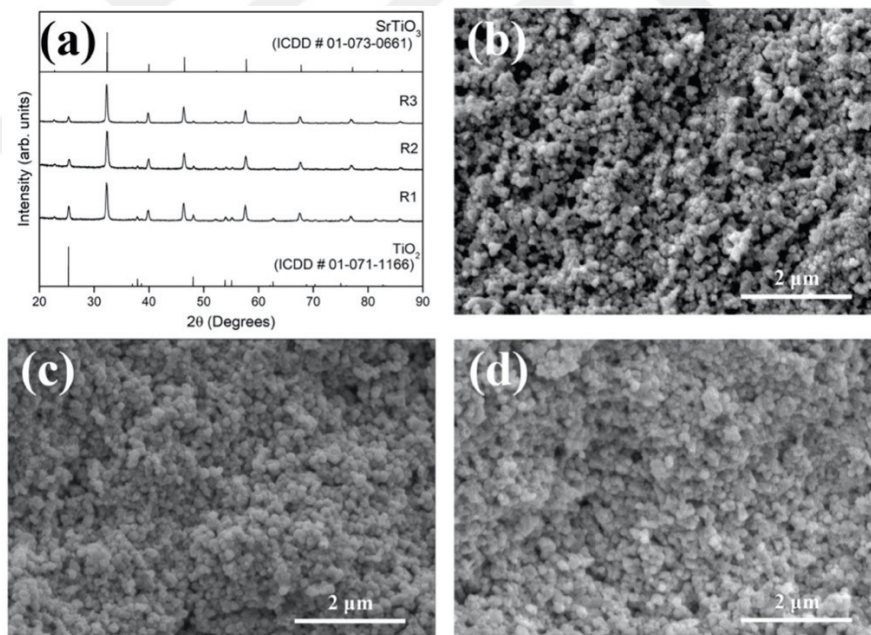 (a)
SrTiO₃
(ICDD # 01-073-0661)
R3
R2
R1
TiO₂
(ICDD # 01-071-1166)
Intensity (arb. units)
20 30 40 50 60 70 80 90
2θ (Degrees)
(b)
2 µm
(c)
2 µm
(d)
2 µm